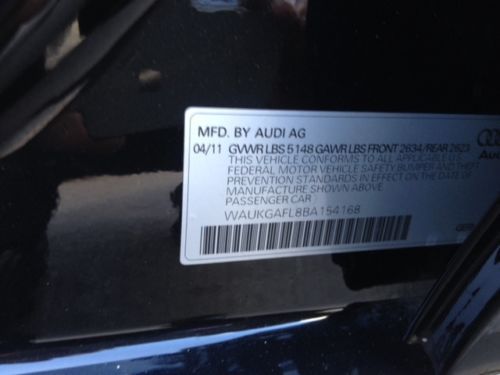 MFD. BY AUDI AG
04/11 GVWR LBS 5148 GAWR LBS FRONT 2634/REAR 2623
THIS VEHICLE CONFORMS TO ALL APPLICABLE U.S.
FEDERAL MOTOR VEHICLE SAFETY BUMPER AND THEFT
PREVENTION STANDARDS IN EFFECT ON THE DATE OF
MANUFACTURE SHOWN ABOVE
PASSENGER CAR
WAUKGAFL8BA154168